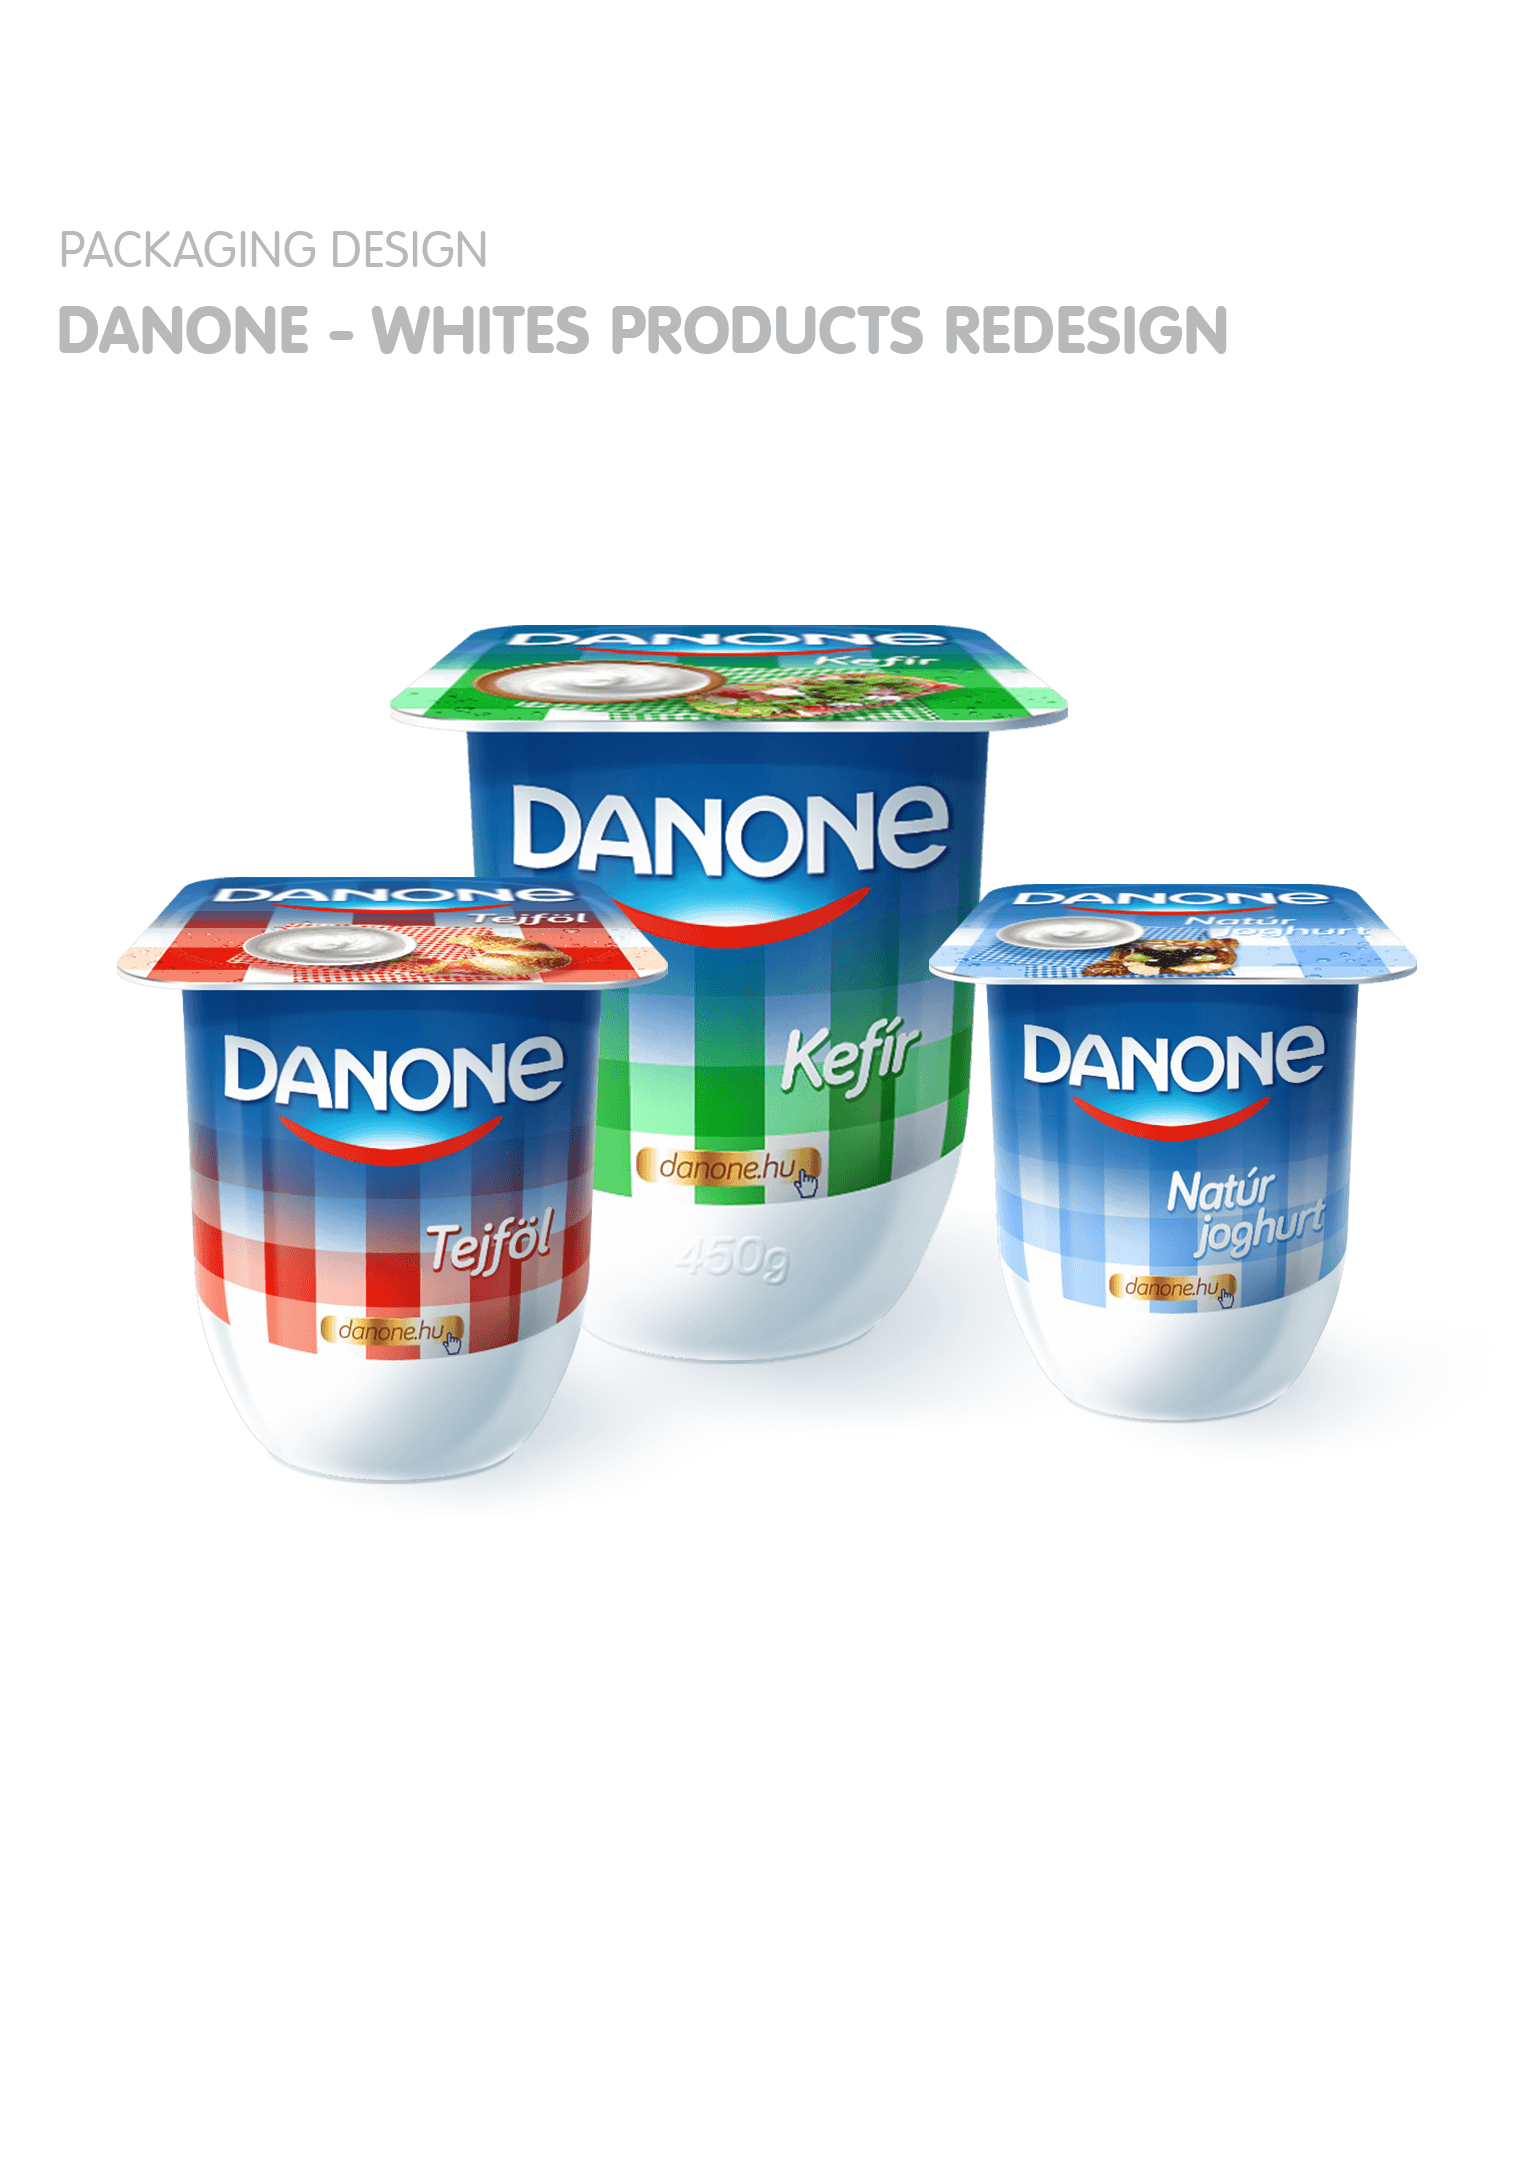 PACKAGING DESIGN
DANONE - WHITES PRODUCTS REDESIGN
DANONE
Kefír
DANONE
Kefír
danone.hu
450g
DANONE
Tejföl
DANONE
Tejföl
danone.hu
DANONE
Natúr
joghurt
DANONE
Natúr
joghurt
danone.hu